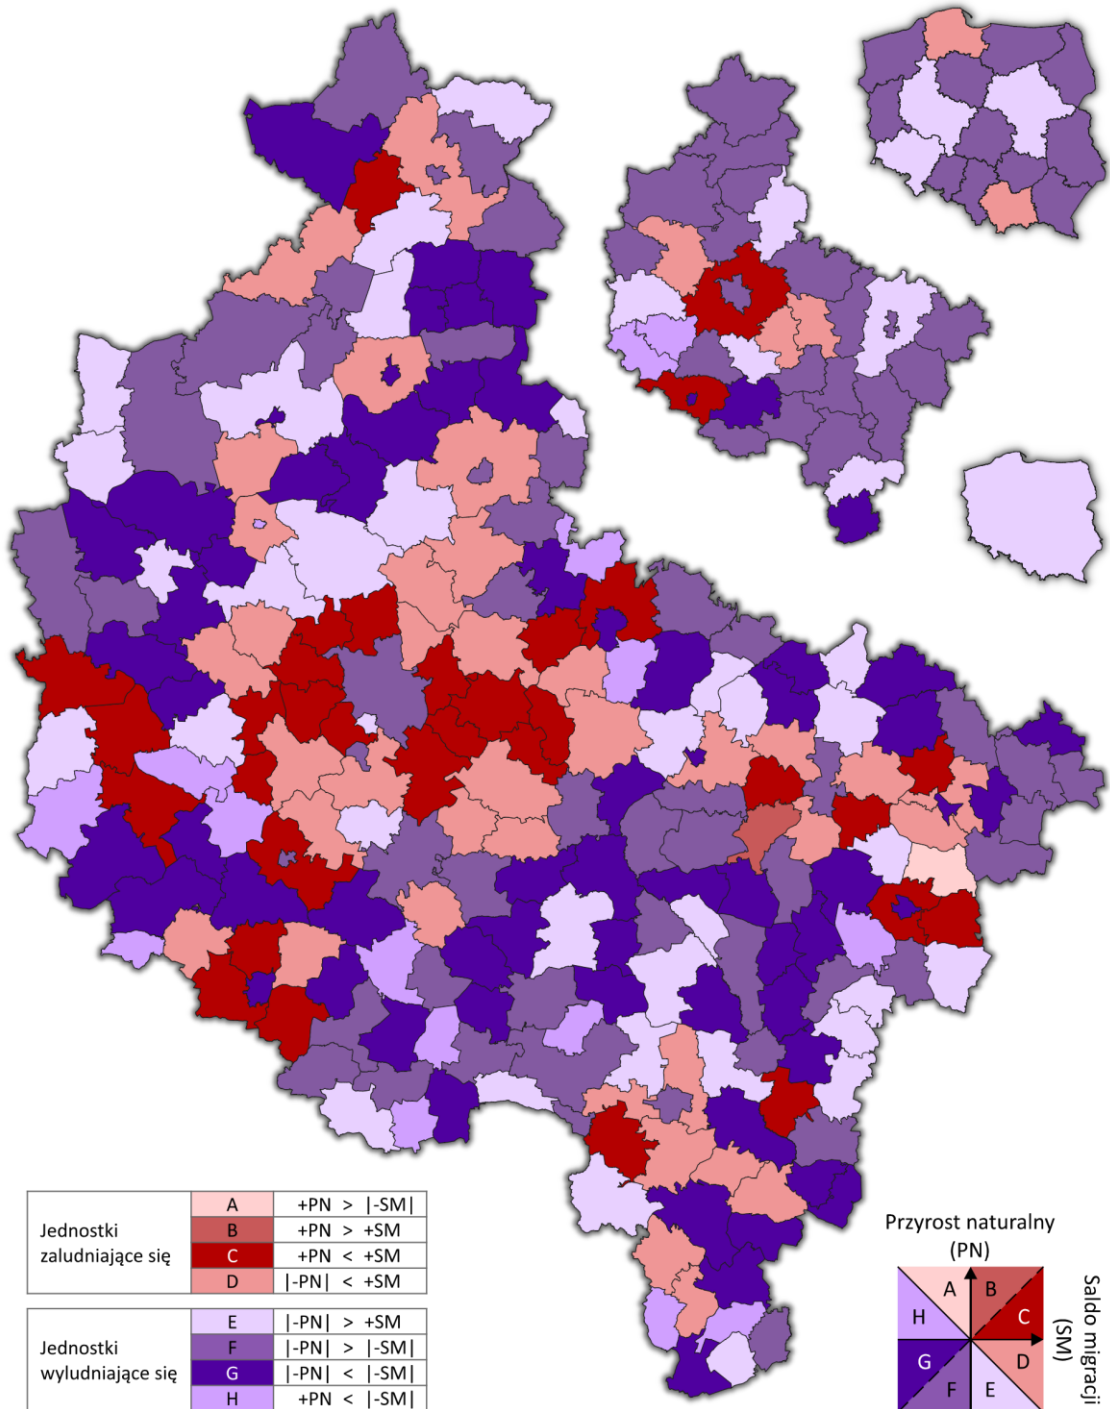 Jednostki
zaludniające się
A +PN > |-SM|
B +PN > +SM
C +PN < +SM
D |-PN| < +SM
Jednostki
wyludniające się
E |-PN| > +SM
F |-PN| > |-SM|
G |-PN| < |-SM|
H +PN < |-SM|
Przyrost naturalny
(PN)
A B
H C
G D
F E
Saldo migracji
(SM)